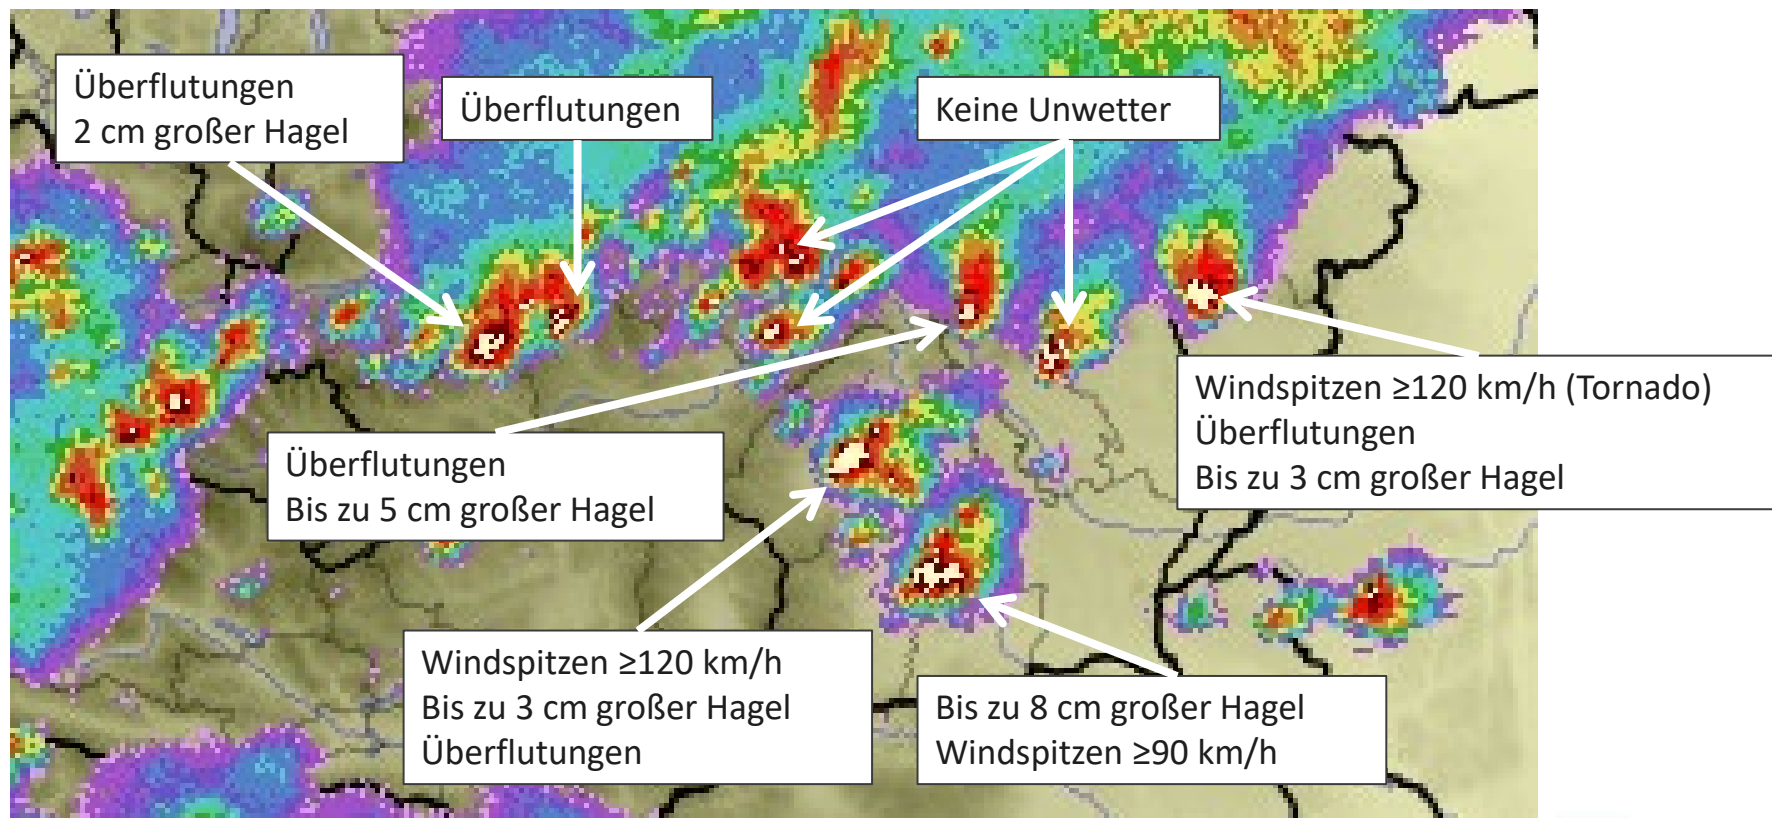 Überflutungen
2 cm großer Hagel
Überflutungen
Keine Unwetter
Windspitzen ≥120 km/h (Tornado)
Überflutungen
Bis zu 3 cm großer Hagel
Überflutungen
Bis zu 5 cm großer Hagel
Windspitzen ≥120 km/h
Bis zu 3 cm großer Hagel
Überflutungen
Bis zu 8 cm großer Hagel
Windspitzen ≥90 km/h